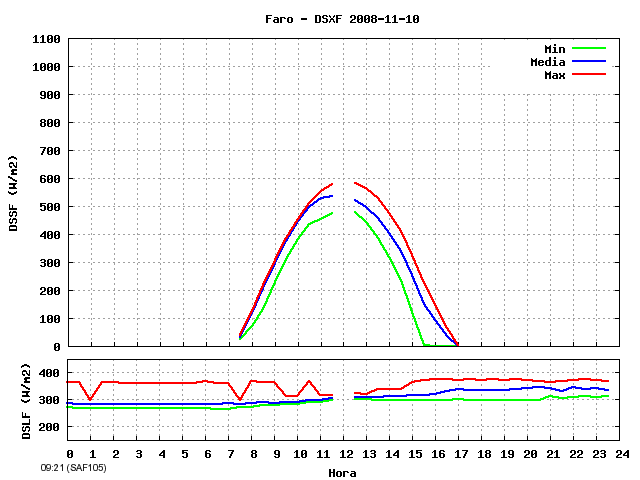 Faro - DSXF 2008-11-10
1100
1000
900
800
700
600
500
400
300
200
100
0
DSSF (W/m2)
Min
Media
Max
400
300
200
DSLF (W/m2)
0 1 2 3 4 5 6 7 8 9 10 11 12 13 14 15 16 17 18 19 20 21 22 23 24
Hora
09:21 (SAF105)